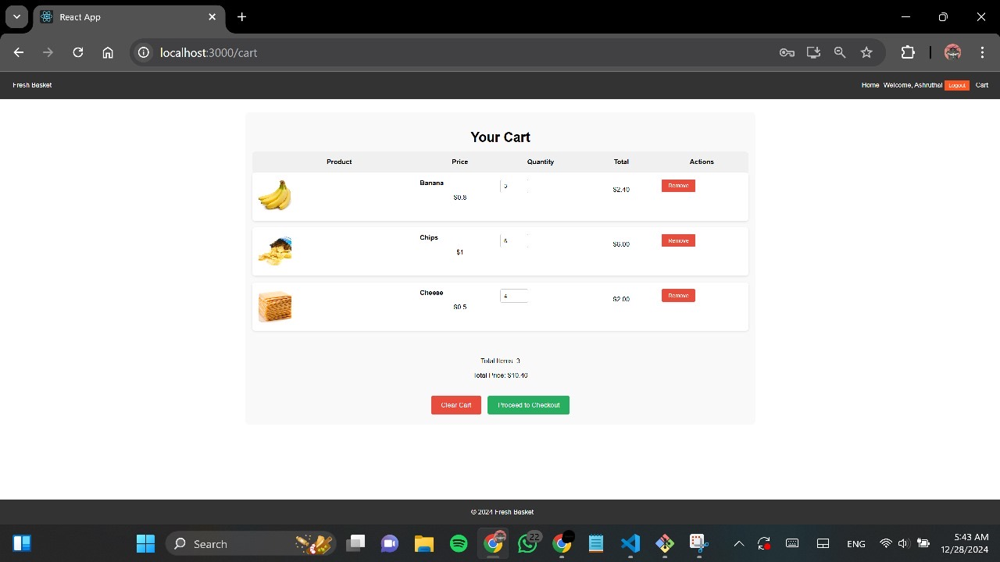 React App
localhost:3000/cart
Fresh Basket
Home Welcome, Ashruthai Logout Cart
Your Cart
Product Price Quantity Total Actions
Banana
$0.8 3 $2.40 Remove
Chips
$1 6 $6.00 Remove
Cheese
$0.5 4 $2.00 Remove
Total Items: 3
Total Price: $10.40
Clear Cart Proceed to Checkout
© 2024 Fresh Basket
Search 22 ENG 5:43 AM
12/28/2024